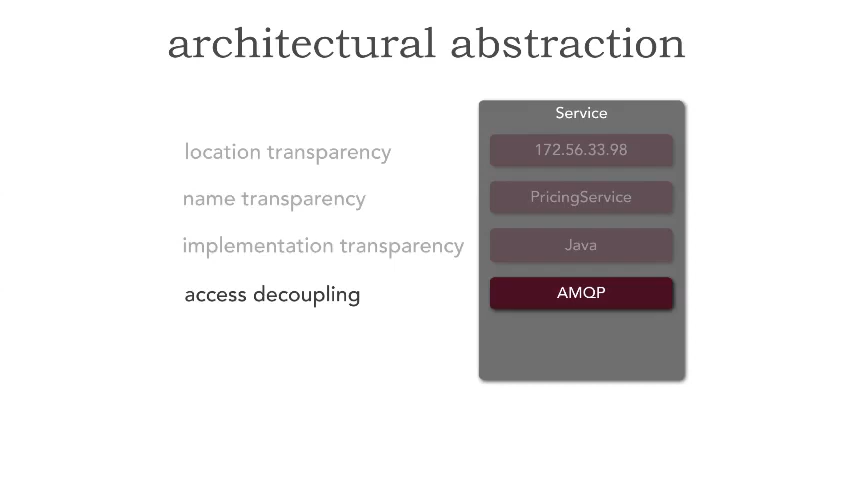 architectural abstraction
Service
location transparency
172.56.33.98
name transparency
PricingService
implementation transparency
Java
access decoupling
AMQP